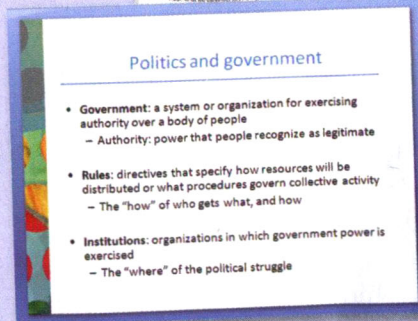 Politics and government
• Government: a system or organization for exercising
authority over a body of people
– Authority: power that people recognize as legitimate
• Rules: directives that specify how resources will be
distributed or what procedures govern collective activity
– The "how" of who gets what, and how
• Institutions: organizations in which government power is
exercised
– The "where" of the political struggle